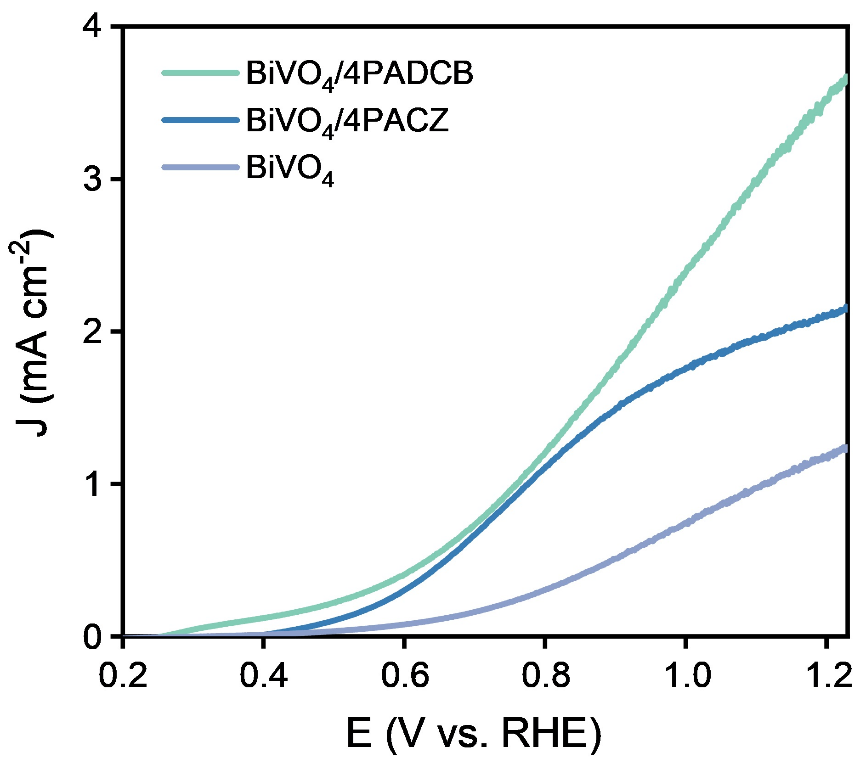 4
3
2
1
0
J (mA cm⁻²)
BiVO₄/4PADCB
BiVO₄/4PACZ
BiVO₄
0.2 0.4 0.6 0.8 1.0 1.2
E (V vs. RHE)